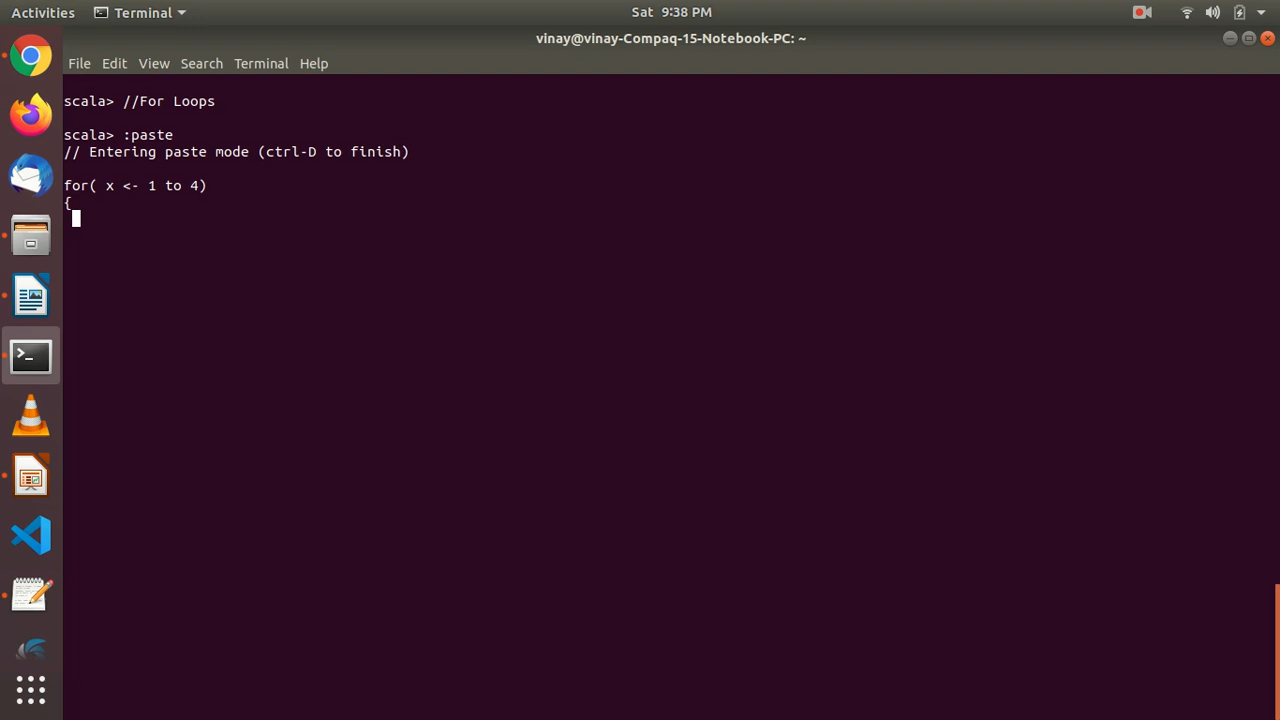 Activities Terminal Sat 9:38 PM
vinay@vinay-Compaq-15-Notebook-PC: ~
File Edit View Search Terminal Help
scala> //For Loops
scala> :paste
// Entering paste mode (ctrl-D to finish)
for( x <- 1 to 4)
{